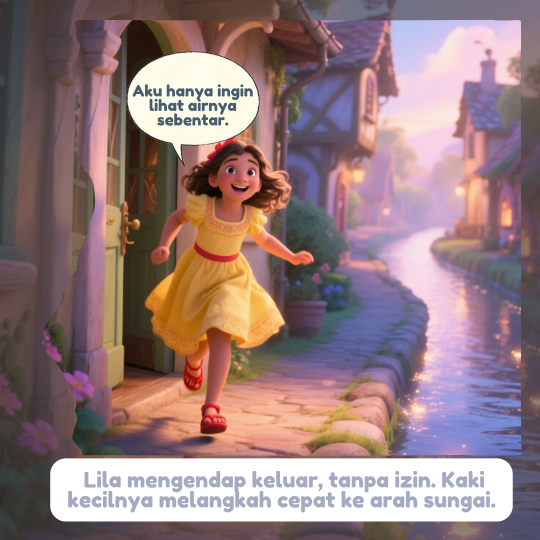 Aku hanya ingin
lihat airnya
sebentar.
Lila mengendap keluar, tanpa izin. Kaki
kecilnya melangkah cepat ke arah sungai.